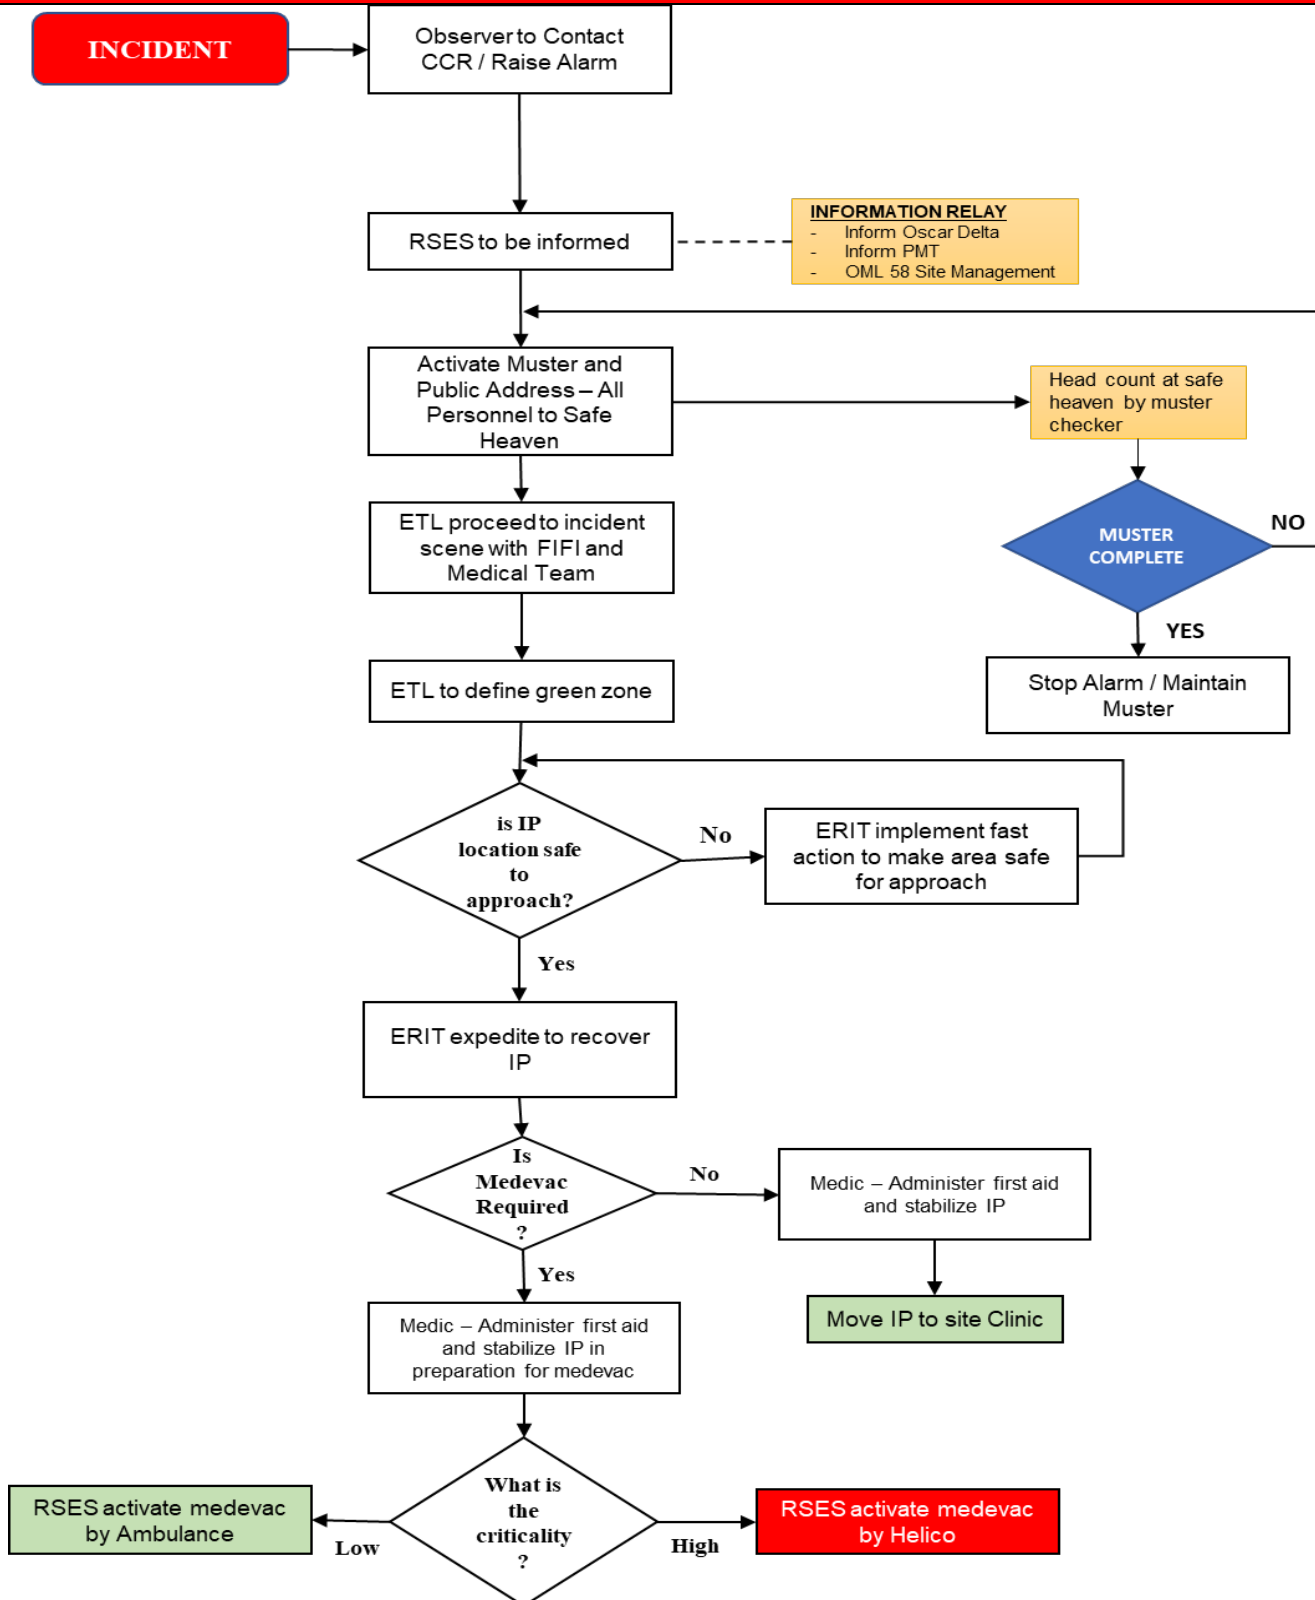 INCIDENT
Observer to Contact
CCR / Raise Alarm
RSES to be informed
INFORMATION RELAY
- Inform Oscar Delta
- Inform PMT
- OML 58 Site Management
Activate Muster and
Public Address – All
Personnel to Safe
Heaven
Head count at safe
heaven by muster
checker
MUSTER
COMPLETE
NO
YES
Stop Alarm / Maintain
Muster
ETL proceed to incident
scene with FIFI and
Medical Team
ETL to define green zone
is IP
location safe
to
approach?
No
ERIT implement fast
action to make area safe
for approach
Yes
ERIT expedite to recover
IP
Is
Medevac
Required
?
No
Medic – Administer first aid
and stabilize IP
Move IP to site Clinic
Yes
Medic – Administer first aid
and stabilize IP in
preparation for medevac
What is
the
criticality
?
Low
RSES activate medevac
by Ambulance
High
RSES activate medevac
by Helico